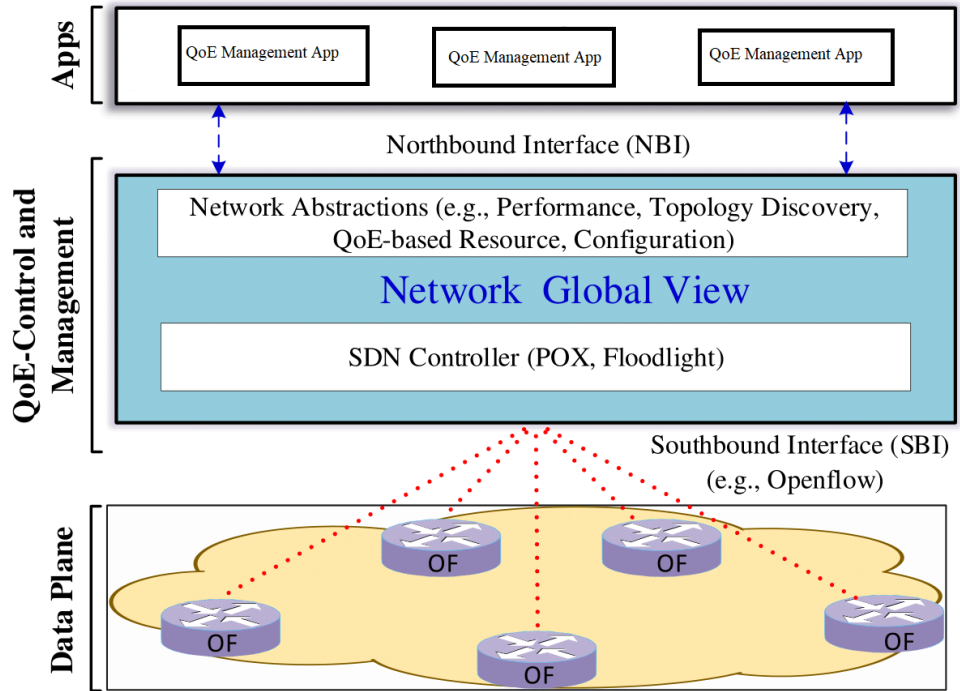 Apps
QoE Management App
QoE Management App
QoE Management App
Northbound Interface (NBI)
QoE-Control and
Management
Network Abstractions (e.g., Performance, Topology Discovery,
QoE-based Resource, Configuration)
Network Global View
SDN Controller (POX, Floodlight)
Southbound Interface (SBI)
(e.g., Openflow)
Data Plane
OF
OF
OF
OF
OF